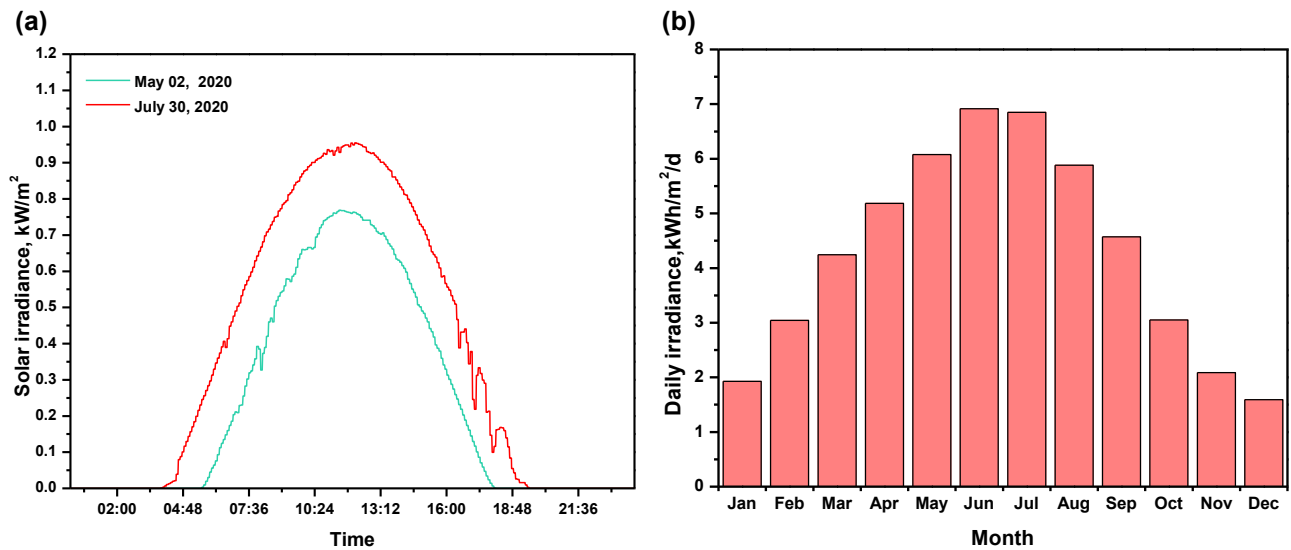 (a)
Solar irradiance, kW/m²
1.2
1.1
1.0
0.9
0.8
0.7
0.6
0.5
0.4
0.3
0.2
0.1
0.0
May 02, 2020
July 30, 2020
02:00 04:48 07:36 10:24 13:12 16:00 18:48 21:36
Time
(b)
Daily irradiance,kWh/m²/d
8
7
6
5
4
3
2
1
0
Jan Feb Mar Apr May Jun Jul Aug Sep Oct Nov Dec
Month